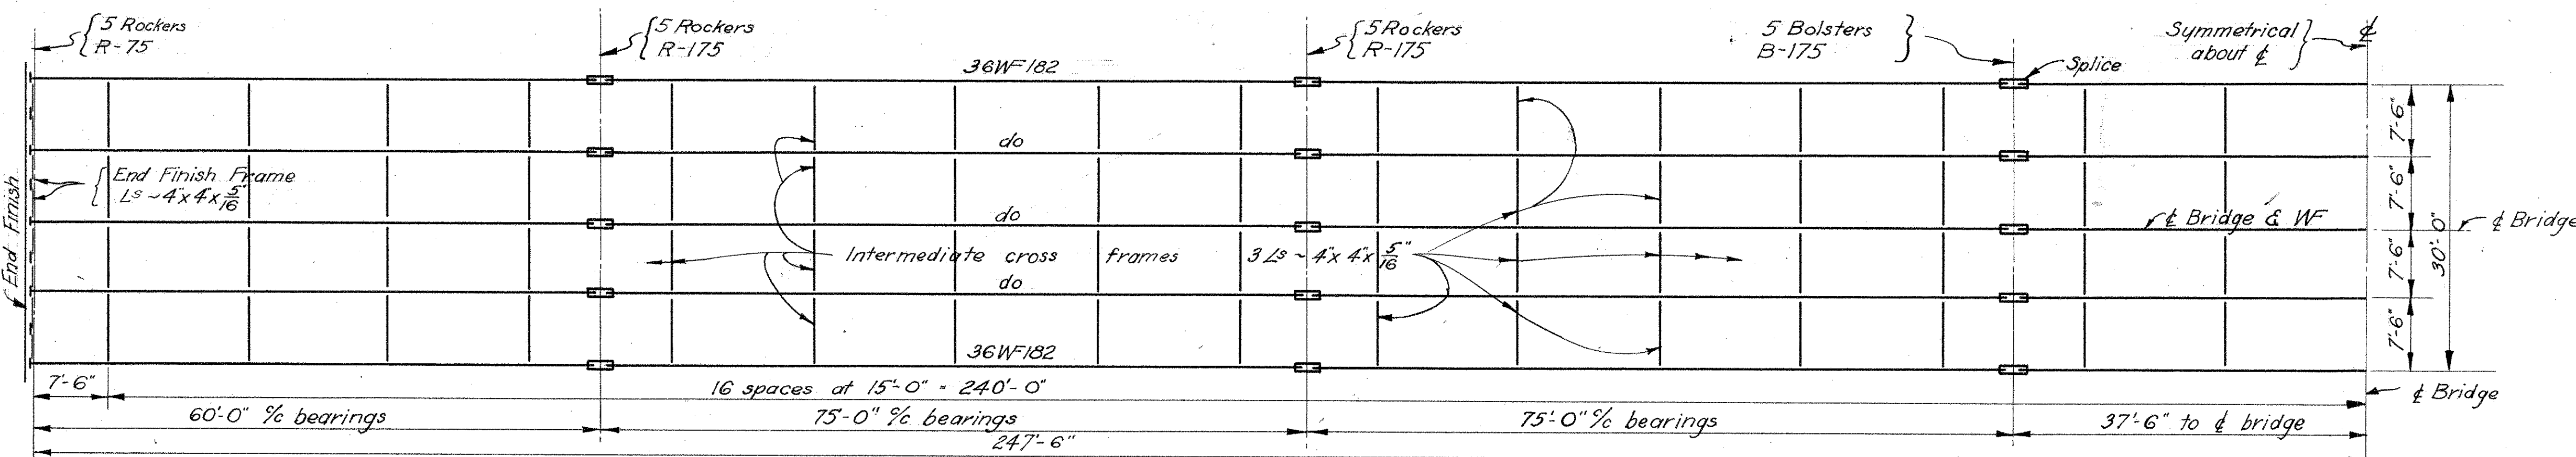 5 Rockers
R-75
5 Rockers
R-175
5 Rockers
R-175
5 Bolsters
B-175
Symmetrical
about ℄
℄
36WF182
Splice
do
End Finish Frame
Ls ~ 4"x 4"x 5/16"
End Finish
do
℄ Bridge & WF
℄ Bridge
Intermediate cross frames 3 Ls ~ 4"x 4"x 5/16"
do
7'-6"
7'-6"
7'-6"
7'-6"
30'-0"
36WF182
7'-6"
16 spaces at 15'-0" = 240'-0"
℄ Bridge
60'-0" c/c bearings
75'-0" c/c bearings
75'-0" c/c bearings
37'-6" to ℄ bridge
247'-6"